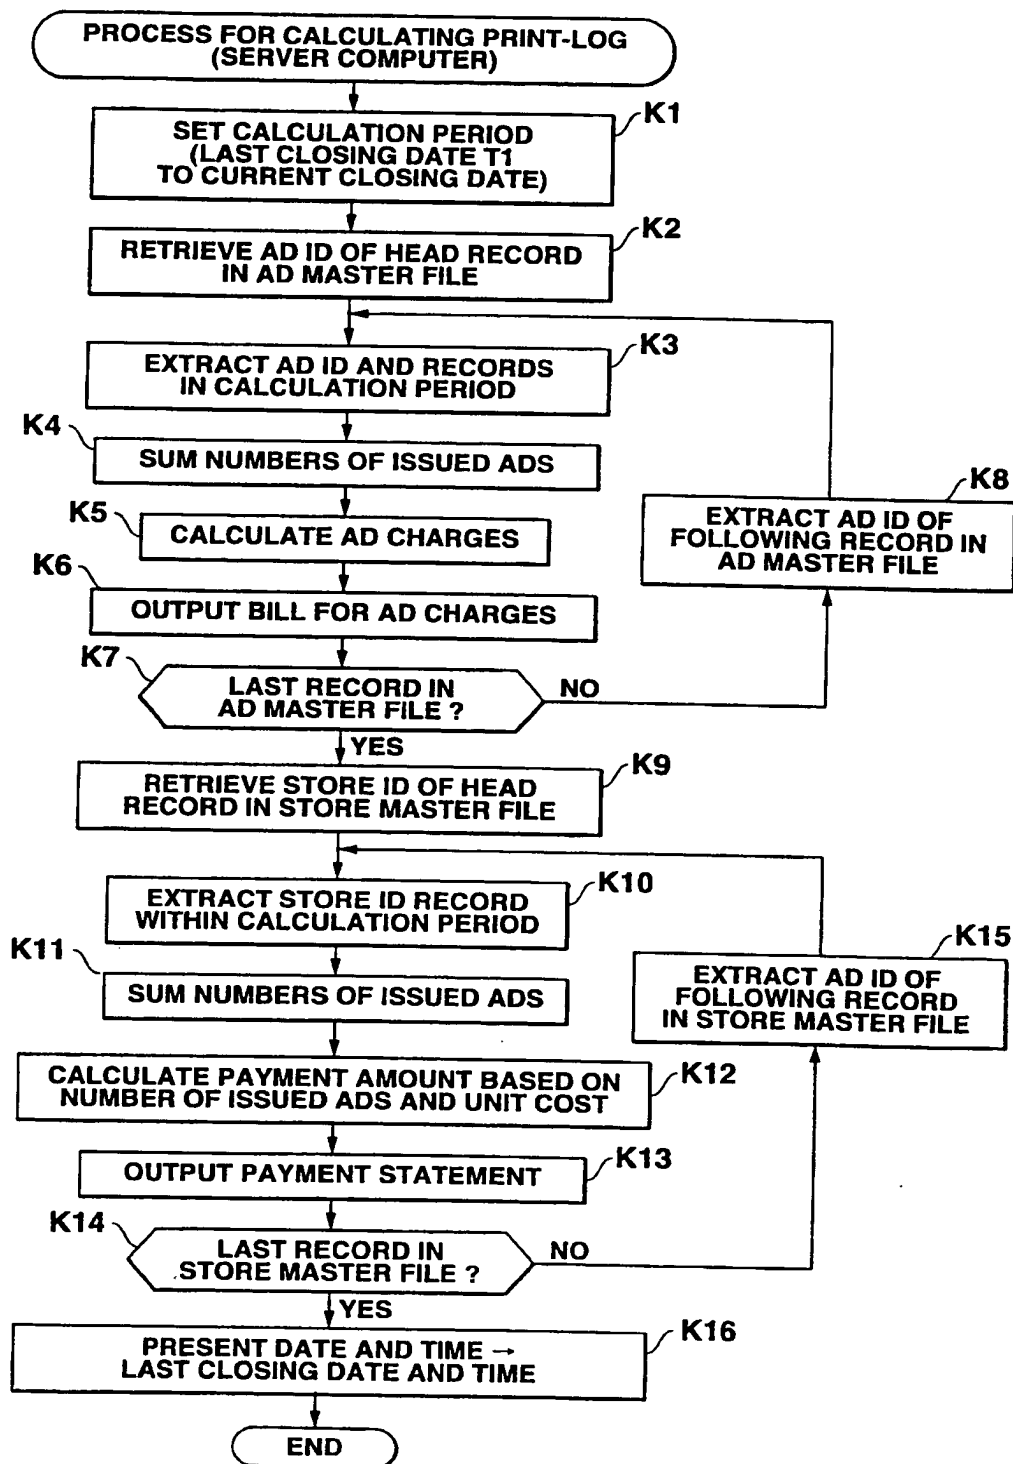 PROCESS FOR CALCULATING PRINT-LOG
(SERVER COMPUTER)
K1
SET CALCULATION PERIOD
(LAST CLOSING DATE T1
TO CURRENT CLOSING DATE)
K2
RETRIEVE AD ID OF HEAD RECORD
IN AD MASTER FILE
K3
EXTRACT AD ID AND RECORDS
IN CALCULATION PERIOD
K4
SUM NUMBERS OF ISSUED ADS
K8
EXTRACT AD ID OF
FOLLOWING RECORD IN
AD MASTER FILE
K5
CALCULATE AD CHARGES
K6
OUTPUT BILL FOR AD CHARGES
K7
LAST RECORD IN
AD MASTER FILE ?
NO
YES
K9
RETRIEVE STORE ID OF HEAD
RECORD IN STORE MASTER FILE
K10
EXTRACT STORE ID RECORD
WITHIN CALCULATION PERIOD
K11
SUM NUMBERS OF ISSUED ADS
K15
EXTRACT AD ID OF
FOLLOWING RECORD
IN STORE MASTER FILE
K12
CALCULATE PAYMENT AMOUNT BASED ON
NUMBER OF ISSUED ADS AND UNIT COST
K13
OUTPUT PAYMENT STATEMENT
K14
LAST RECORD IN
STORE MASTER FILE ?
NO
YES
K16
PRESENT DATE AND TIME →
LAST CLOSING DATE AND TIME
END